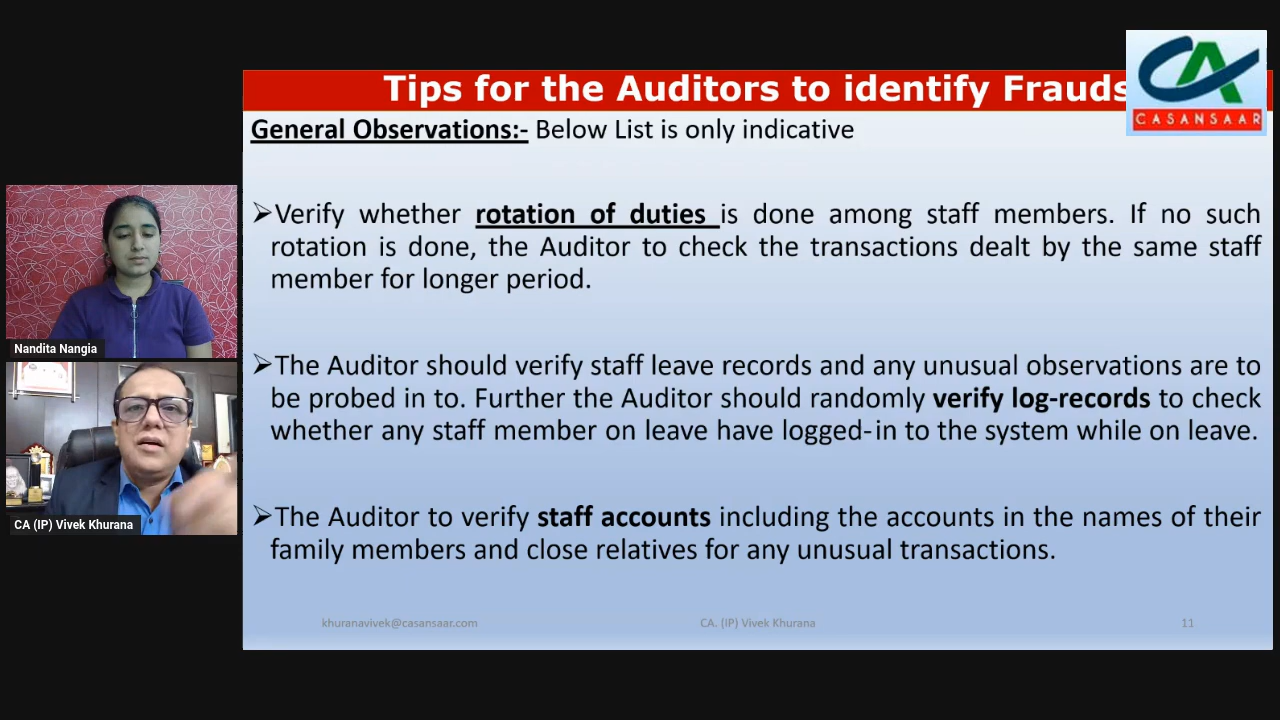 Tips for the Auditors to identify Frauds
CASANSAAR
General Observations:- Below List is only indicative
➢Verify whether rotation of duties is done among staff members. If no such
rotation is done, the Auditor to check the transactions dealt by the same staff
member for longer period.
➢The Auditor should verify staff leave records and any unusual observations are to
be probed in to. Further the Auditor should randomly verify log-records to check
whether any staff member on leave have logged-in to the system while on leave.
➢The Auditor to verify staff accounts including the accounts in the names of their
family members and close relatives for any unusual transactions.
khuranavivek@casansaar.com
CA. (IP) Vivek Khurana
11
Nandita Nangia
CA (IP) Vivek Khurana